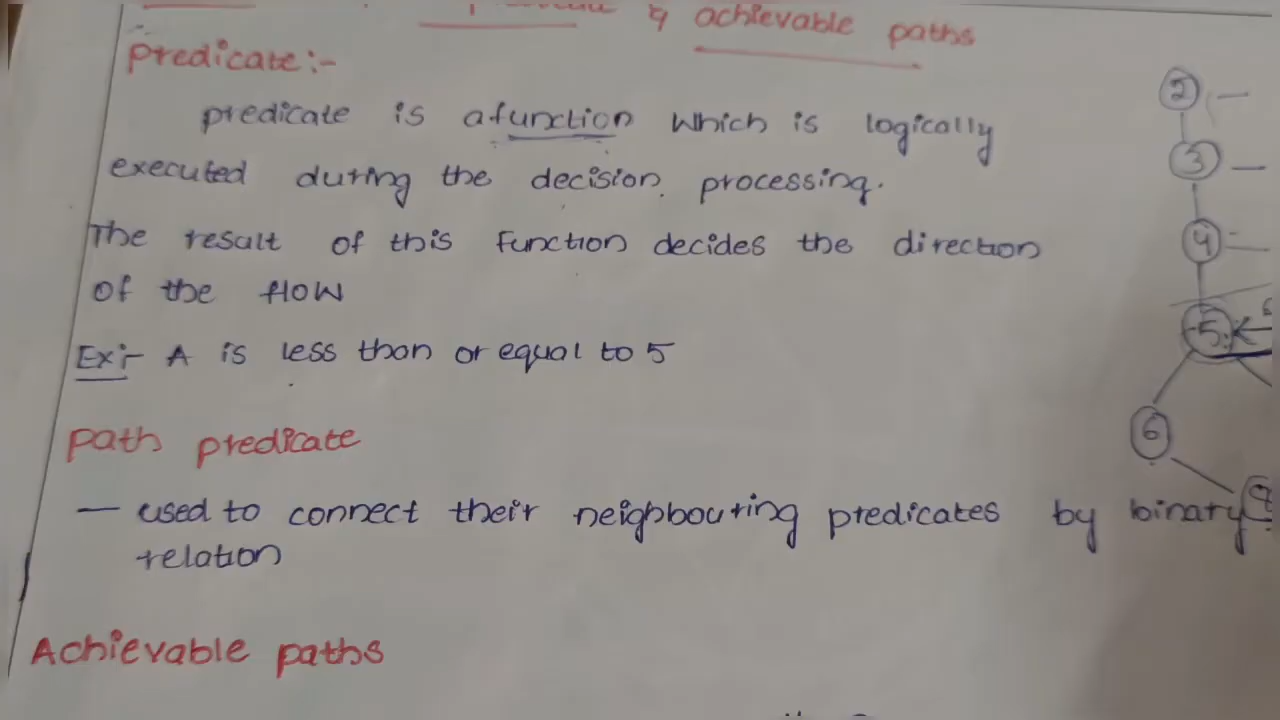 & achievable paths
Predicate:-
predicate is a function which is logically
executed during the decision processing.
The result of this function decides the direction
of the flow
Ex:- A is less than or equal to 5
Path predicate
— used to connect their neighbouring predicates by binary
relation
Achievable paths
2
3
4
5
6